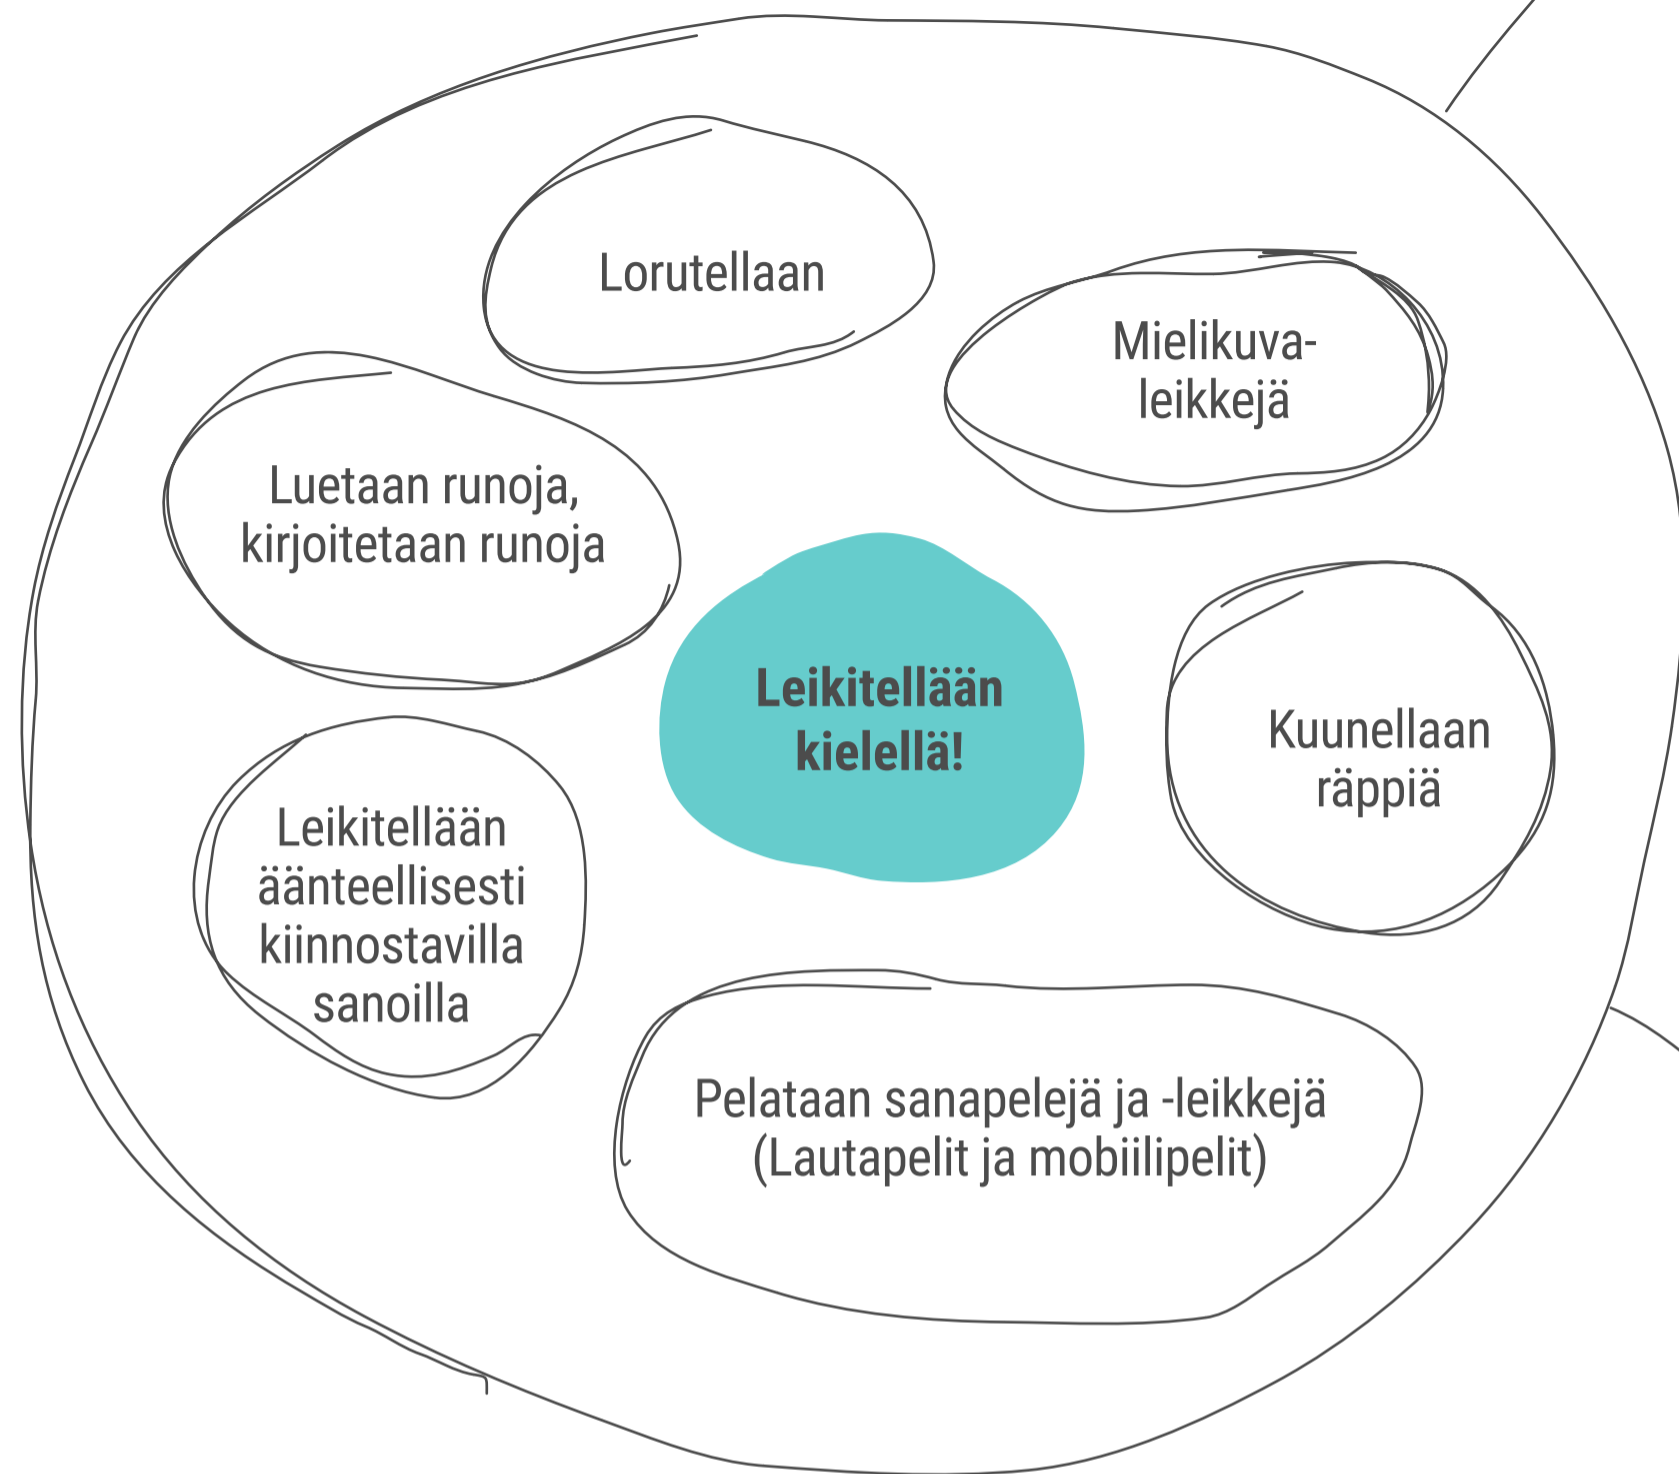 Lorutellaan
Mielikuva-
leikkejä
Luetaan runoja,
kirjoitetaan runoja
Leikitellään
kielellä!
Kuunellaan
räppiä
Leikitellään
äänteellisesti
kiinnostavilla
sanoilla
Pelataan sanapelejä ja -leikkejä
(Lautapelit ja mobiilipelit)